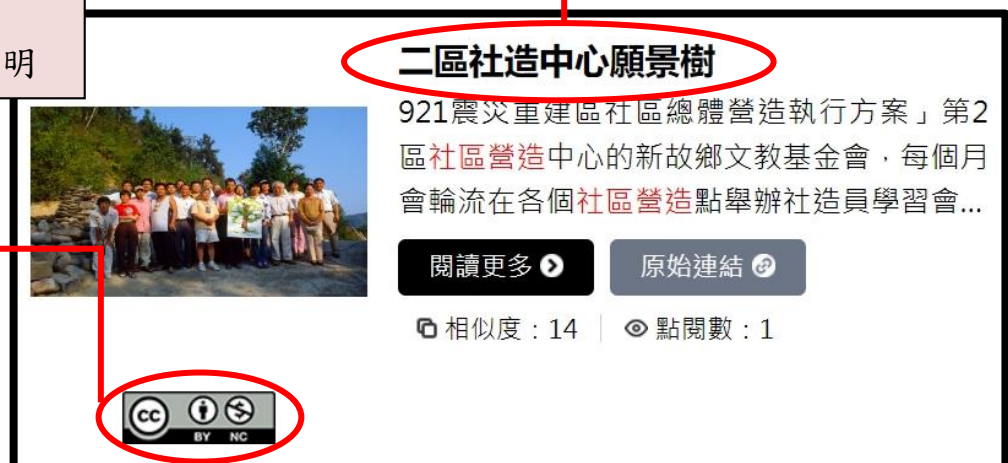 明
二區社造中心願景樹
921震災重建區社區總體營造執行方案」第2
區社區營造中心的新故鄉文教基金會，每個月
會輪流在各個社區營造點舉辦社造員學習會...
閱讀更多 原始連結
相似度：14 點閱數：1
cc BY NC